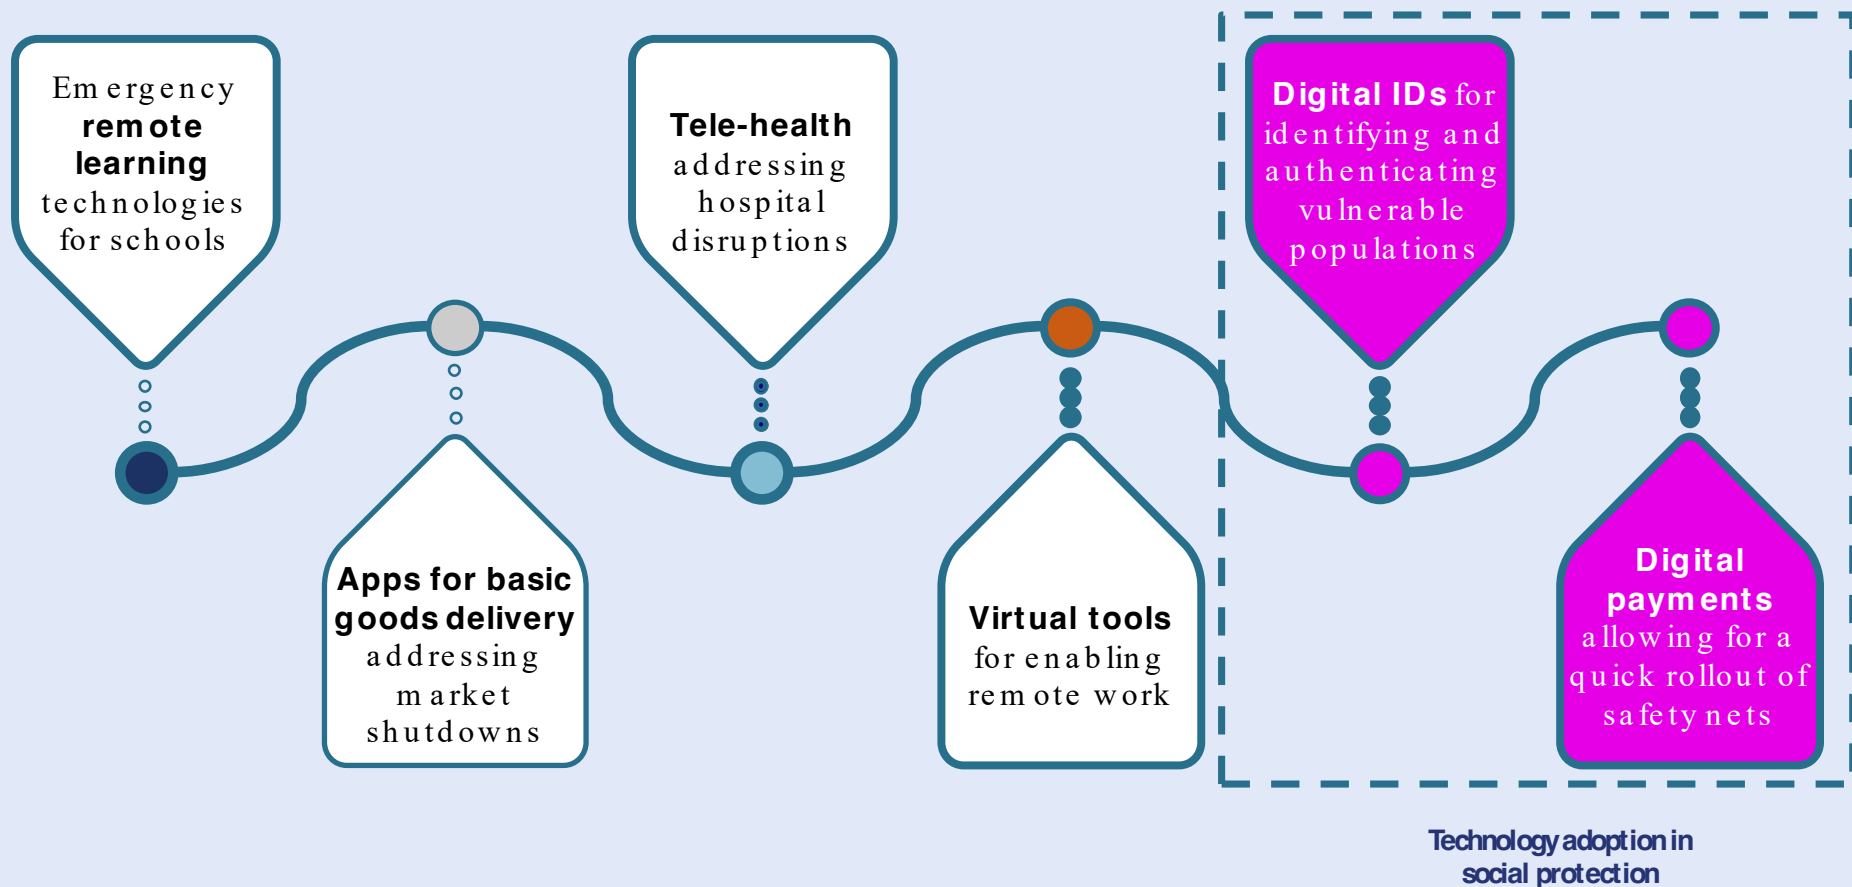 Emergency
remote
learning
technologies
for schools
Apps for basic
goods delivery
addressing
market
shutdowns
Tele-health
addressing
hospital
disruptions
Virtual tools
for enabling
remote work
Digital IDs for
identifying and
authenticating
vulnerable
populations
Digital
payments
allowing for a
quick rollout of
safety nets
Technology adoption in
social protection